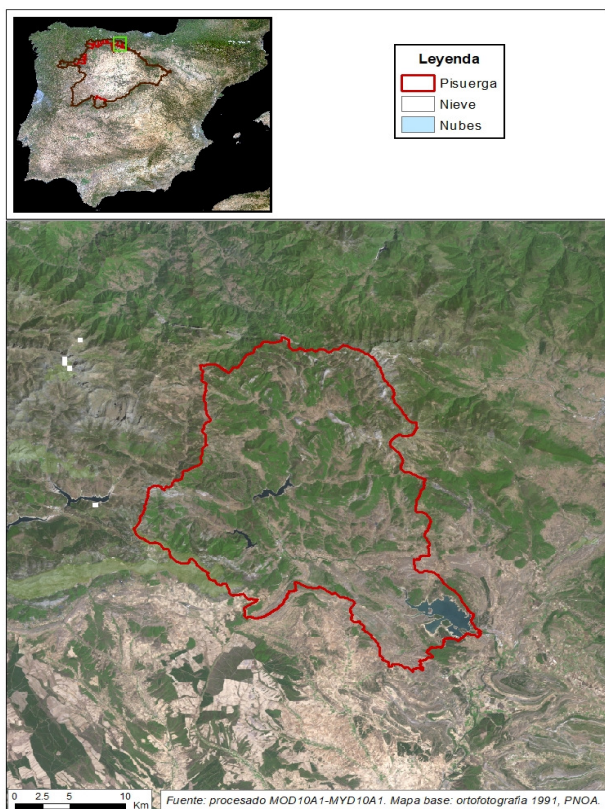 Leyenda
Pisuerga
Nieve
Nubes
0 2.5 5 10
Km
Fuente: procesado MOD10A1-MYD10A1. Mapa base: ortofotografía 1991, PNOA